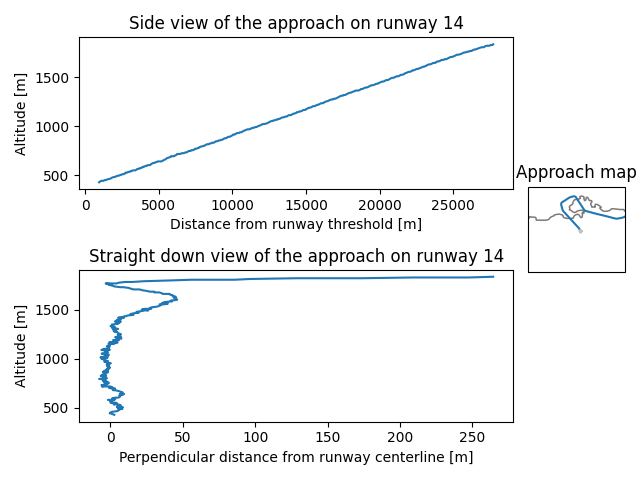 Side view of the approach on runway 14
Altitude [m]
1500
1000
500
0 5000 10000 15000 20000 25000
Distance from runway threshold [m]
Approach map
Straight down view of the approach on runway 14
Altitude [m]
1500
1000
500
0 50 100 150 200 250
Perpendicular distance from runway centerline [m]